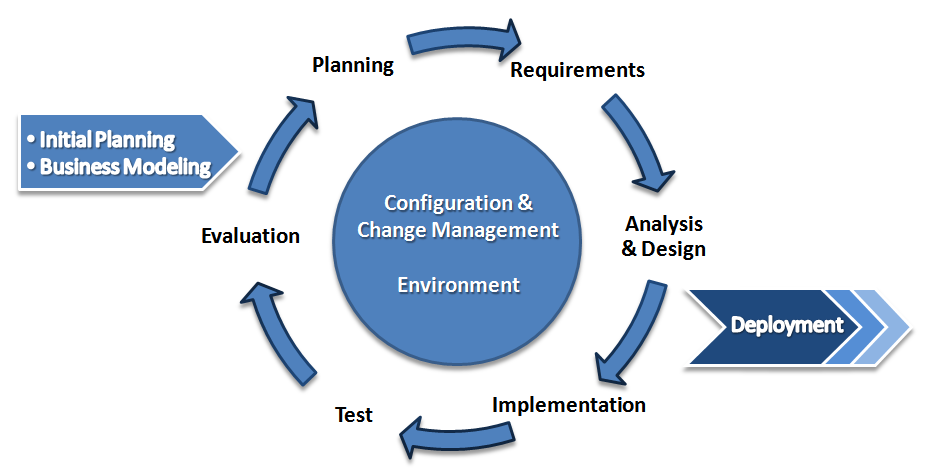 Planning
Requirements
• Initial Planning
• Business Modeling
Configuration &
Change Management
Environment
Evaluation
Analysis
& Design
Deployment
Implementation
Test